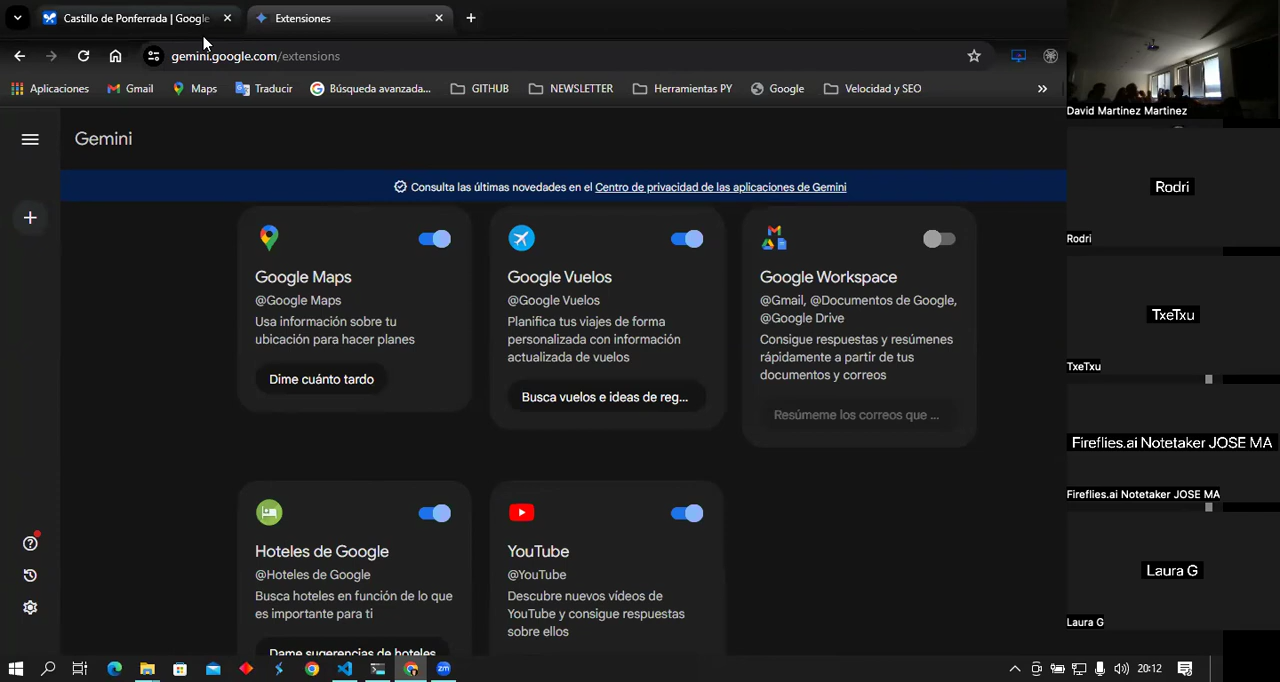 Castillo de Ponferrada | Google
Extensiones
gemini.google.com/extensions
Aplicaciones
Gmail
Maps
Traducir
Búsqueda avanzada...
GITHUB
NEWSLETTER
Herramientas PY
Google
Velocidad y SEO
Gemini
Consulta las últimas novedades en el Centro de privacidad de las aplicaciones de Gemini
Google Maps
@Google Maps
Usa información sobre tu
ubicación para hacer planes
Dime cuánto tardo
Google Vuelos
@Google Vuelos
Planifica tus viajes de forma
personalizada con información
actualizada de vuelos
Busca vuelos e ideas de reg...
Google Workspace
@Gmail, @Documentos de Google,
@Google Drive
Consigue respuestas y resúmenes
rápidamente a partir de tus
documentos y correos
Resúmeme los correos que ...
Hoteles de Google
@Hoteles de Google
Busca hoteles en función de lo que
es importante para ti
Dame sugerencias de hoteles
YouTube
@YouTube
Descubre nuevos vídeos de
YouTube y consigue respuestas
sobre ellos
David Martinez Martinez
Rodri
Rodri
TxeTxu
TxeTxu
Fireflies.ai Notetaker JOSE MA
Fireflies.ai Notetaker JOSE MA
Laura G
Laura G
zm
20:12